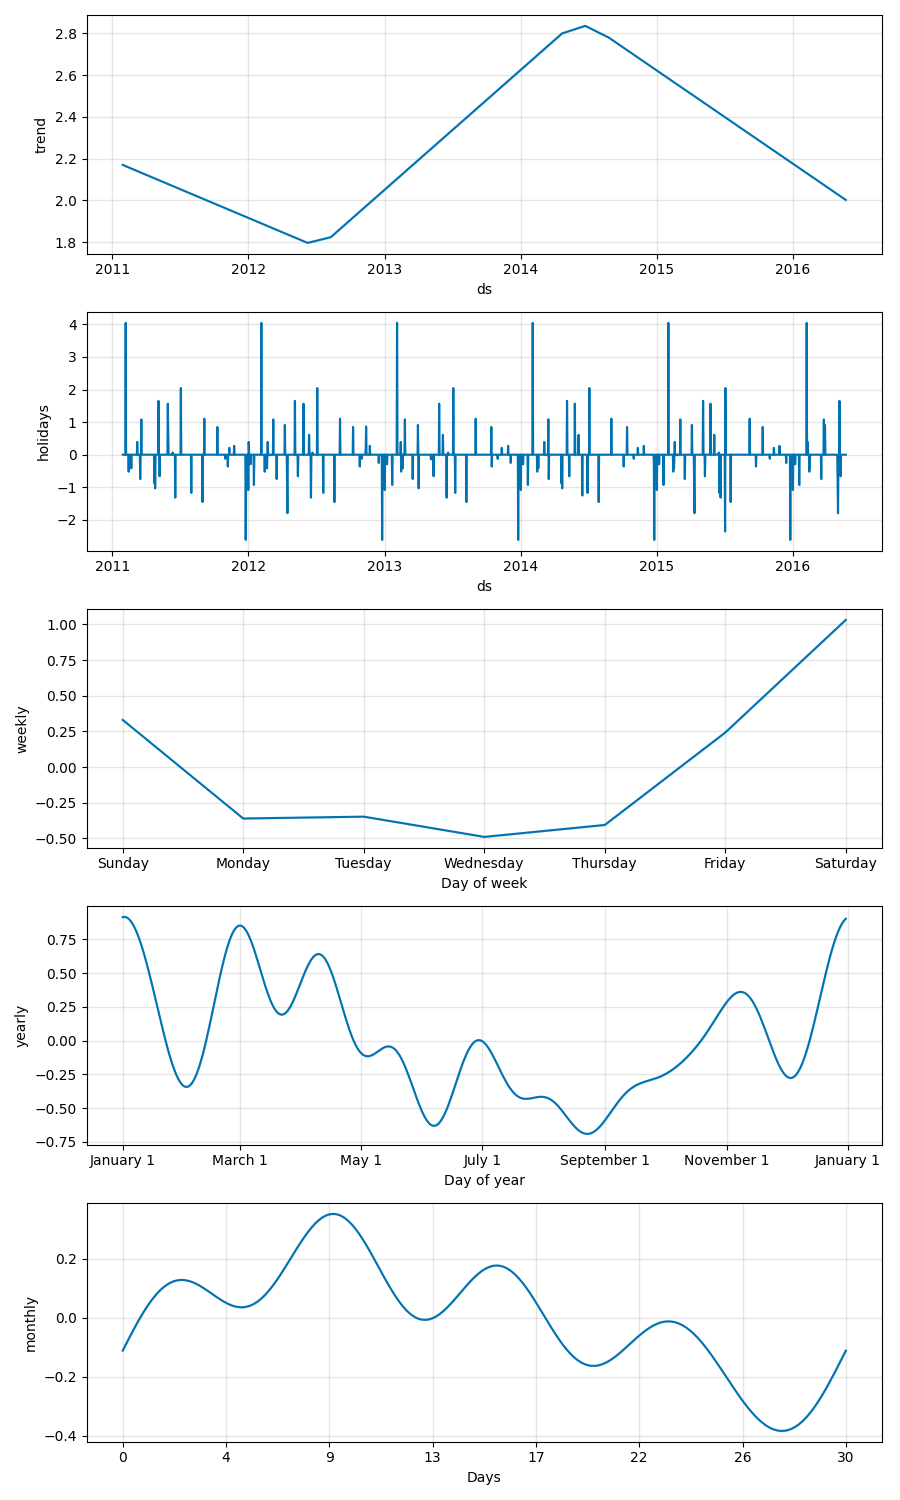 2.8
2.6
2.4
2.2
2.0
1.8
trend
2011 2012 2013 2014 2015 2016
ds
4
3
2
1
0
−1
−2
holidays
2011 2012 2013 2014 2015 2016
ds
1.00
0.75
0.50
0.25
0.00
−0.25
−0.50
weekly
Sunday Monday Tuesday Wednesday Thursday Friday Saturday
Day of week
0.75
0.50
0.25
0.00
−0.25
−0.50
−0.75
yearly
January 1 March 1 May 1 July 1 September 1 November 1 January 1
Day of year
0.2
0.0
−0.2
−0.4
monthly
0 4 9 13 17 22 26 30
Days